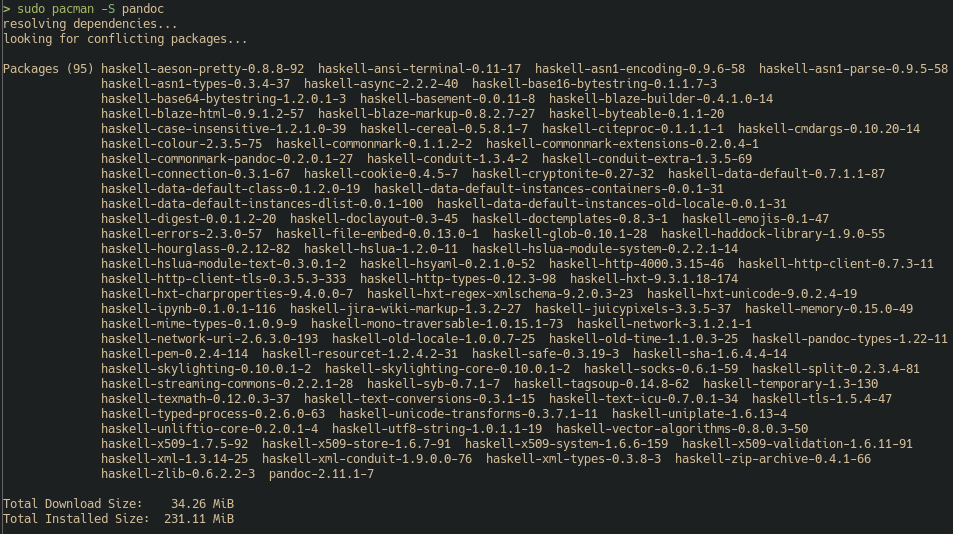 > sudo pacman -S pandoc
resolving dependencies...
looking for conflicting packages...

Packages (95) haskell-aeson-pretty-0.8.8-92  haskell-ansi-terminal-0.11-17  haskell-asn1-encoding-0.9.6-58  haskell-asn1-parse-0.9.5-58
              haskell-asn1-types-0.3.4-37  haskell-async-2.2.2-40  haskell-base16-bytestring-0.1.1.7-3
              haskell-base64-bytestring-1.2.0.1-3  haskell-basement-0.0.11-8  haskell-blaze-builder-0.4.1.0-14
              haskell-blaze-html-0.9.1.2-57  haskell-blaze-markup-0.8.2.7-27  haskell-byteable-0.1.1-20
              haskell-case-insensitive-1.2.1.0-39  haskell-cereal-0.5.8.1-7  haskell-citeproc-0.1.1.1-1  haskell-cmdargs-0.10.20-14
              haskell-colour-2.3.5-75  haskell-commonmark-0.1.1.2-2  haskell-commonmark-extensions-0.2.0.4-1
              haskell-commonmark-pandoc-0.2.0.1-27  haskell-conduit-1.3.4-2  haskell-conduit-extra-1.3.5-69
              haskell-connection-0.3.1-67  haskell-cookie-0.4.5-7  haskell-cryptonite-0.27-32  haskell-data-default-0.7.1.1-87
              haskell-data-default-class-0.1.2.0-19  haskell-data-default-instances-containers-0.0.1-31
              haskell-data-default-instances-dlist-0.0.1-100  haskell-data-default-instances-old-locale-0.0.1-31
              haskell-digest-0.0.1.2-20  haskell-doclayout-0.3-45  haskell-doctemplates-0.8.3-1  haskell-emojis-0.1-47
              haskell-errors-2.3.0-57  haskell-file-embed-0.0.13.0-1  haskell-glob-0.10.1-28  haskell-haddock-library-1.9.0-55
              haskell-hourglass-0.2.12-82  haskell-hslua-1.2.0-11  haskell-hslua-module-system-0.2.2.1-14
              haskell-hslua-module-text-0.3.0.1-2  haskell-hsyaml-0.2.1.0-52  haskell-http-4000.3.15-46  haskell-http-client-0.7.3-11
              haskell-http-client-tls-0.3.5.3-333  haskell-http-types-0.12.3-98  haskell-hxt-9.3.1.18-174
              haskell-hxt-charproperties-9.4.0.0-7  haskell-hxt-regex-xmlschema-9.2.0.3-23  haskell-hxt-unicode-9.0.2.4-19
              haskell-ipynb-0.1.0.1-116  haskell-jira-wiki-markup-1.3.2-27  haskell-juicypixels-3.3.5-37  haskell-memory-0.15.0-49
              haskell-mime-types-0.1.0.9-9  haskell-mono-traversable-1.0.15.1-73  haskell-network-3.1.2.1-1
              haskell-network-uri-2.6.3.0-193  haskell-old-locale-1.0.0.7-25  haskell-old-time-1.1.0.3-25  haskell-pandoc-types-1.22-11
              haskell-pem-0.2.4-114  haskell-resourcet-1.2.4.2-31  haskell-safe-0.3.19-3  haskell-sha-1.6.4.4-14
              haskell-skylighting-0.10.0.1-2  haskell-skylighting-core-0.10.0.1-2  haskell-socks-0.6.1-59  haskell-split-0.2.3.4-81
              haskell-streaming-commons-0.2.2.1-28  haskell-syb-0.7.1-7  haskell-tagsoup-0.14.8-62  haskell-temporary-1.3-130
              haskell-texmath-0.12.0.3-37  haskell-text-conversions-0.3.1-15  haskell-text-icu-0.7.0.1-34  haskell-tls-1.5.4-47
              haskell-typed-process-0.2.6.0-63  haskell-unicode-transforms-0.3.7.1-11  haskell-uniplate-1.6.13-4
              haskell-unliftio-core-0.2.0.1-4  haskell-utf8-string-1.0.1.1-19  haskell-vector-algorithms-0.8.0.3-50
              haskell-x509-1.7.5-92  haskell-x509-store-1.6.7-91  haskell-x509-system-1.6.6-159  haskell-x509-validation-1.6.11-91
              haskell-xml-1.3.14-25  haskell-xml-conduit-1.9.0.0-76  haskell-xml-types-0.3.8-3  haskell-zip-archive-0.4.1-66
              haskell-zlib-0.6.2.2-3  pandoc-2.11.1-7

Total Download Size:    34.26 MiB
Total Installed Size:  231.11 MiB